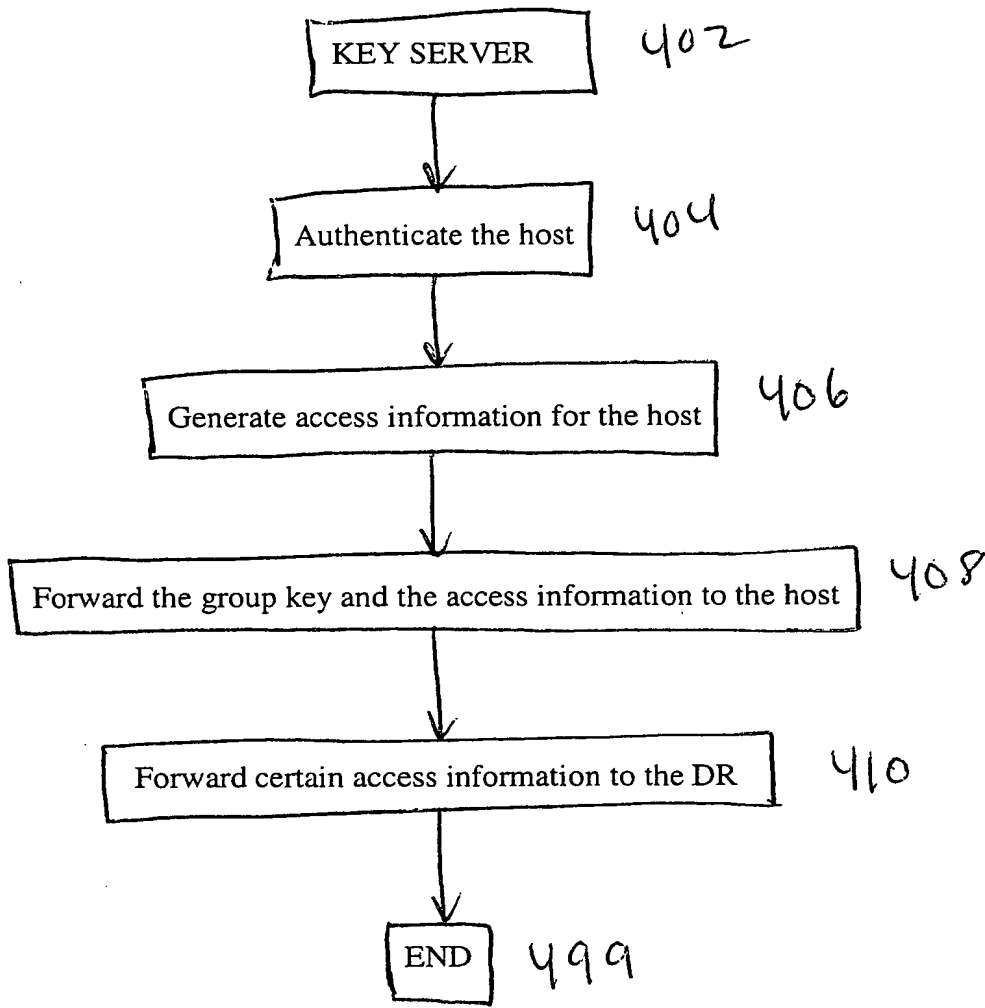 KEY SERVER 402
Authenticate the host 404
Generate access information for the host 406
Forward the group key and the access information to the host 408
Forward certain access information to the DR 410
END 499